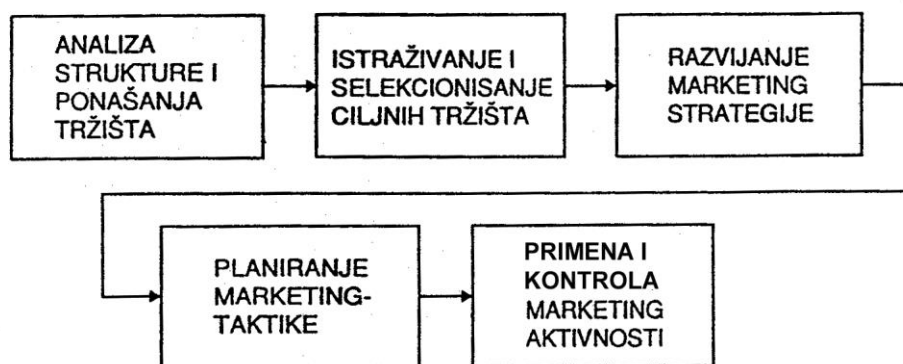 ANALIZA
STRUKTURE I
PONAŠANJA
TRŽIŠTA
ISTRAŽIVANJE I
SELEKCIONISANJE
CILJNIH TRŽIŠTA
RAZVIJANJE
MARKETING
STRATEGIJE
PLANIRANJE
MARKETING-
TAKTIKE
PRIMENA I
KONTROLA
MARKETING
AKTIVNOSTI